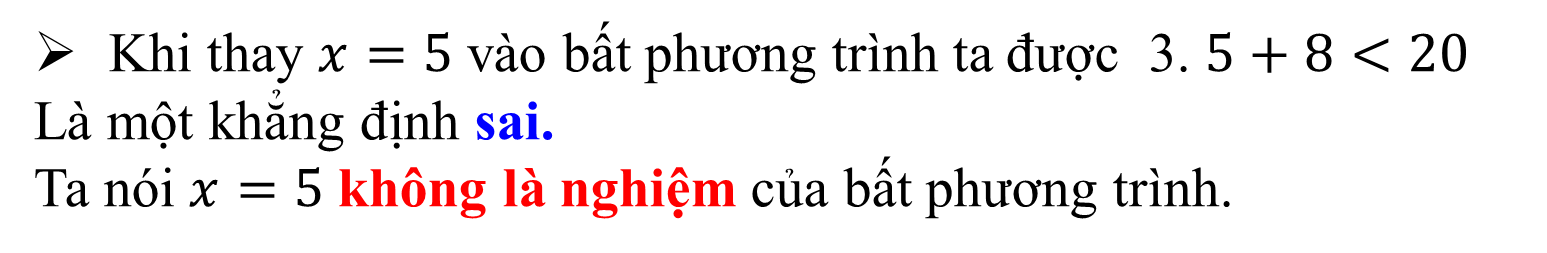 ➢ Khi thay x = 5 vào bất phương trình ta được 3. 5 + 8 < 20
Là một khẳng định sai.
Ta nói x = 5 không là nghiệm của bất phương trình.